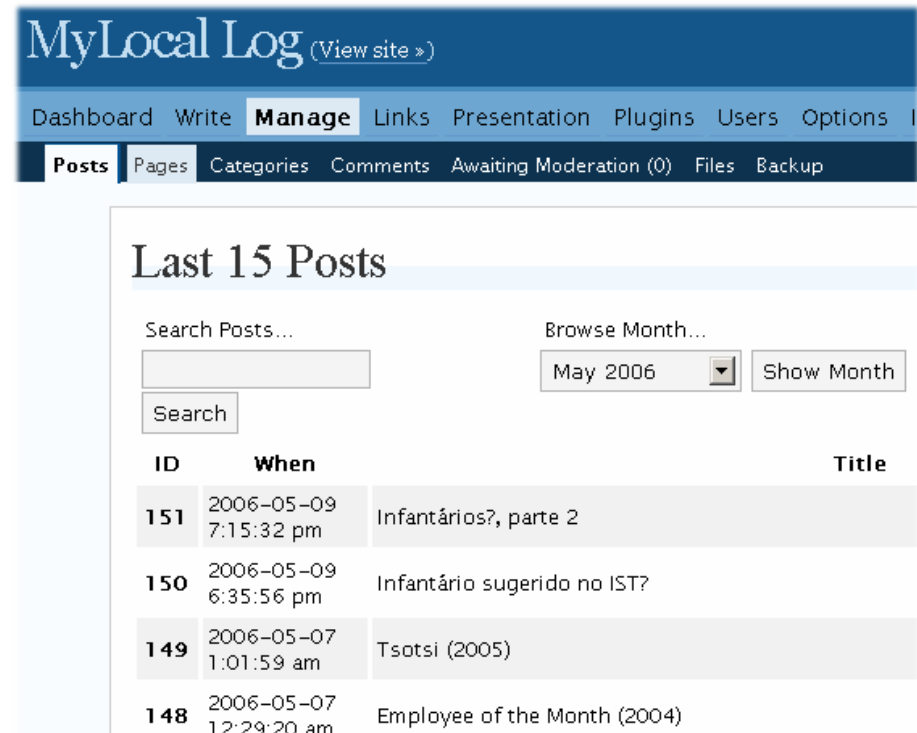 MyLocal Log (View site »)
Dashboard Write Manage Links Presentation Plugins Users Options
Posts Pages Categories Comments Awaiting Moderation (0) Files Backup
Last 15 Posts
Search Posts... Browse Month...
May 2006 Show Month
Search
ID When Title
151 2006-05-09 7:15:32 pm Infantários?, parte 2
150 2006-05-09 6:35:56 pm Infantário sugerido no IST?
149 2006-05-07 1:01:59 am Tsotsi (2005)
148 2006-05-07 12:29:20 am Employee of the Month (2004)